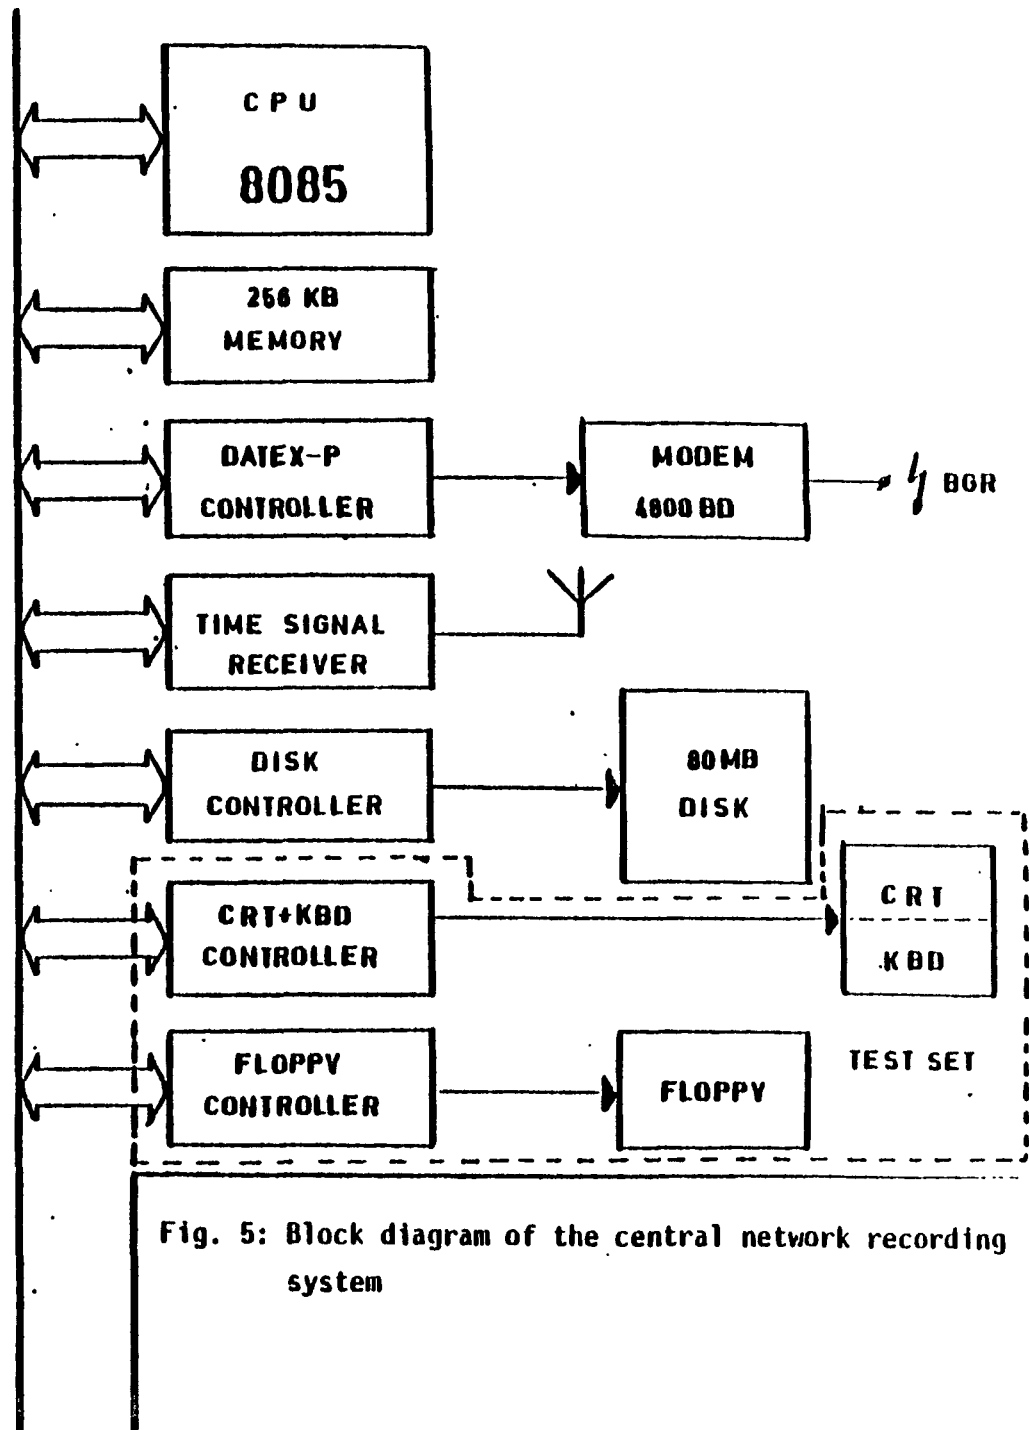 CPU
8085
256 KB
MEMORY
DATEX-P
CONTROLLER
MODEM
4800 BD
BGR
TIME SIGNAL
RECEIVER
DISK
CONTROLLER
80 MB
DISK
CRT+KBD
CONTROLLER
CRT
KBD
FLOPPY
CONTROLLER
FLOPPY
TEST SET
Fig. 5: Block diagram of the central network recording
system